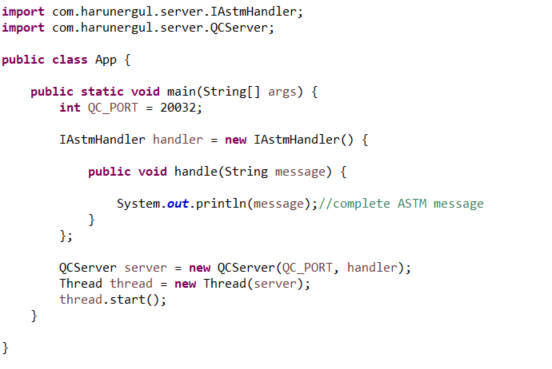 import com.harunergul.server.IAstmHandler;
import com.harunergul.server.QCServer;

public class App {

    public static void main(String[] args) {
        int QC_PORT = 20032;

        IAstmHandler handler = new IAstmHandler() {

            public void handle(String message) {

                System.out.println(message);//complete ASTM message
            }
        };

        QCServer server = new QCServer(QC_PORT, handler);
        Thread thread = new Thread(server);
        thread.start();
    }

}